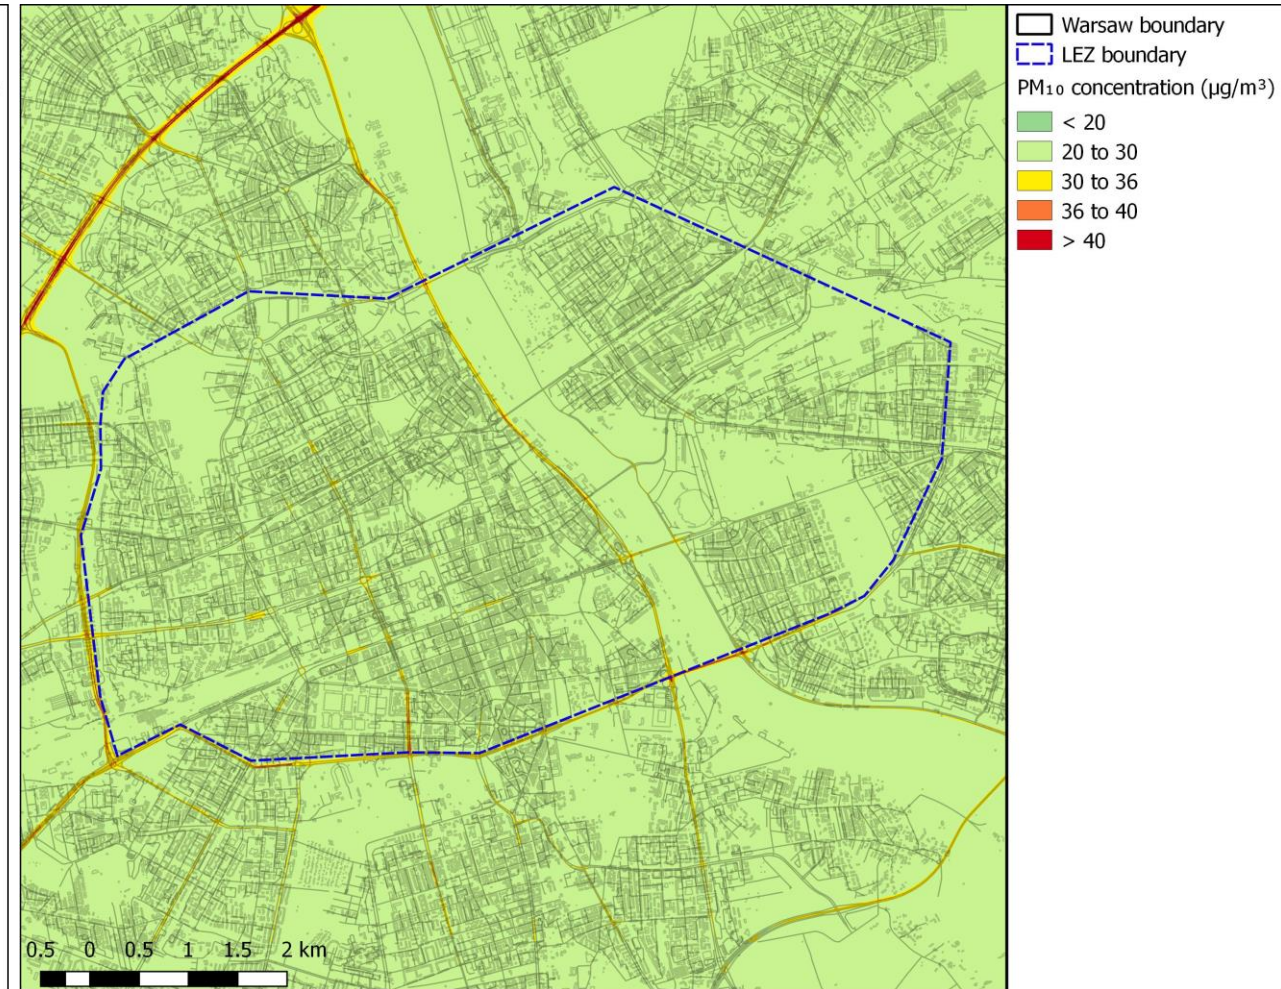 Warsaw boundary
LEZ boundary
PM₁₀ concentration (µg/m³)
< 20
20 to 30
30 to 36
36 to 40
> 40
0.5 0 0.5 1 1.5 2 km